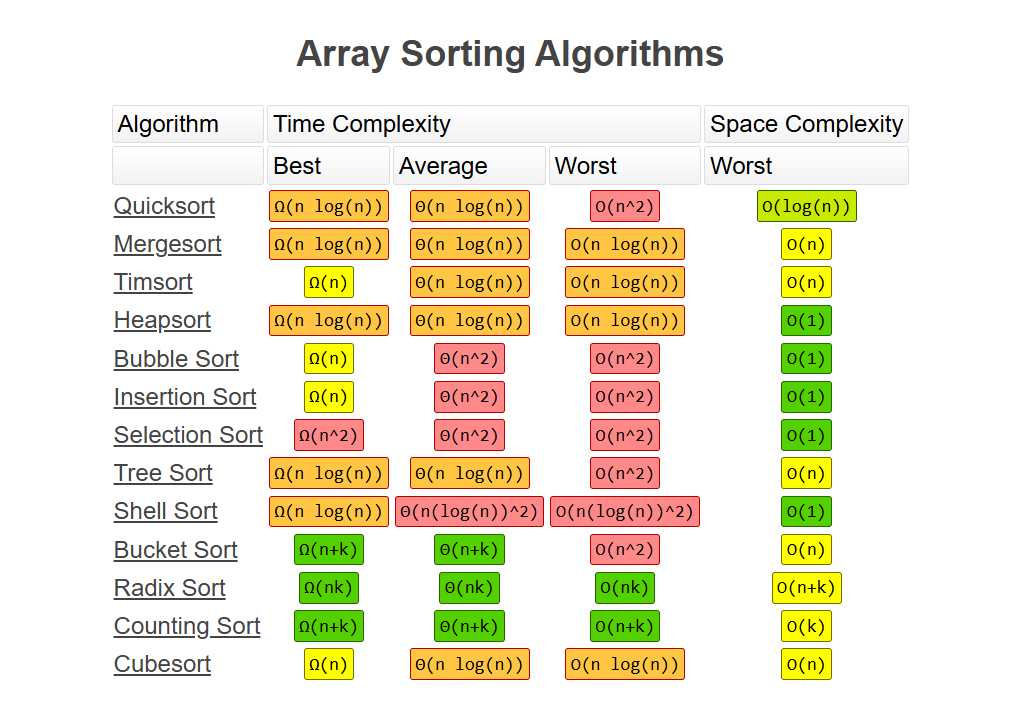 Array Sorting Algorithms
Algorithm Time Complexity Space Complexity
Best Average Worst Worst
Quicksort Ω(n log(n)) Θ(n log(n)) O(n^2) O(log(n))
Mergesort Ω(n log(n)) Θ(n log(n)) O(n log(n)) O(n)
Timsort Ω(n) Θ(n log(n)) O(n log(n)) O(n)
Heapsort Ω(n log(n)) Θ(n log(n)) O(n log(n)) O(1)
Bubble Sort Ω(n) Θ(n^2) O(n^2) O(1)
Insertion Sort Ω(n) Θ(n^2) O(n^2) O(1)
Selection Sort Ω(n^2) Θ(n^2) O(n^2) O(1)
Tree Sort Ω(n log(n)) Θ(n log(n)) O(n^2) O(n)
Shell Sort Ω(n log(n)) Θ(n(log(n))^2) O(n(log(n))^2) O(1)
Bucket Sort Ω(n+k) Θ(n+k) O(n^2) O(n)
Radix Sort Ω(nk) Θ(nk) O(nk) O(n+k)
Counting Sort Ω(n+k) Θ(n+k) O(n+k) O(k)
Cubesort Ω(n) Θ(n log(n)) O(n log(n)) O(n)